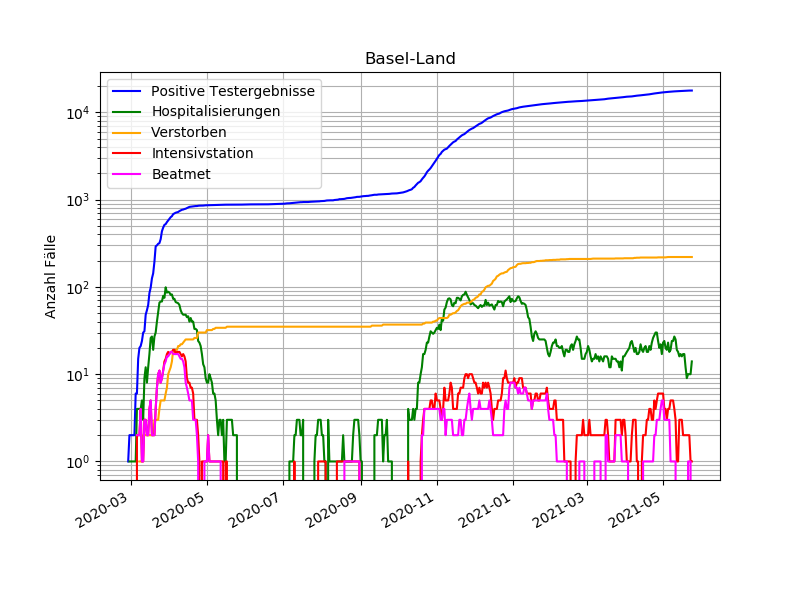 Basel-Land
Positive Testergebnisse
Hospitalisierungen
Verstorben
Intensivstation
Beatmet
Anzahl Fälle
10⁴
10³
10²
10¹
10⁰
2020-03
2020-05
2020-07
2020-09
2020-11
2021-01
2021-03
2021-05